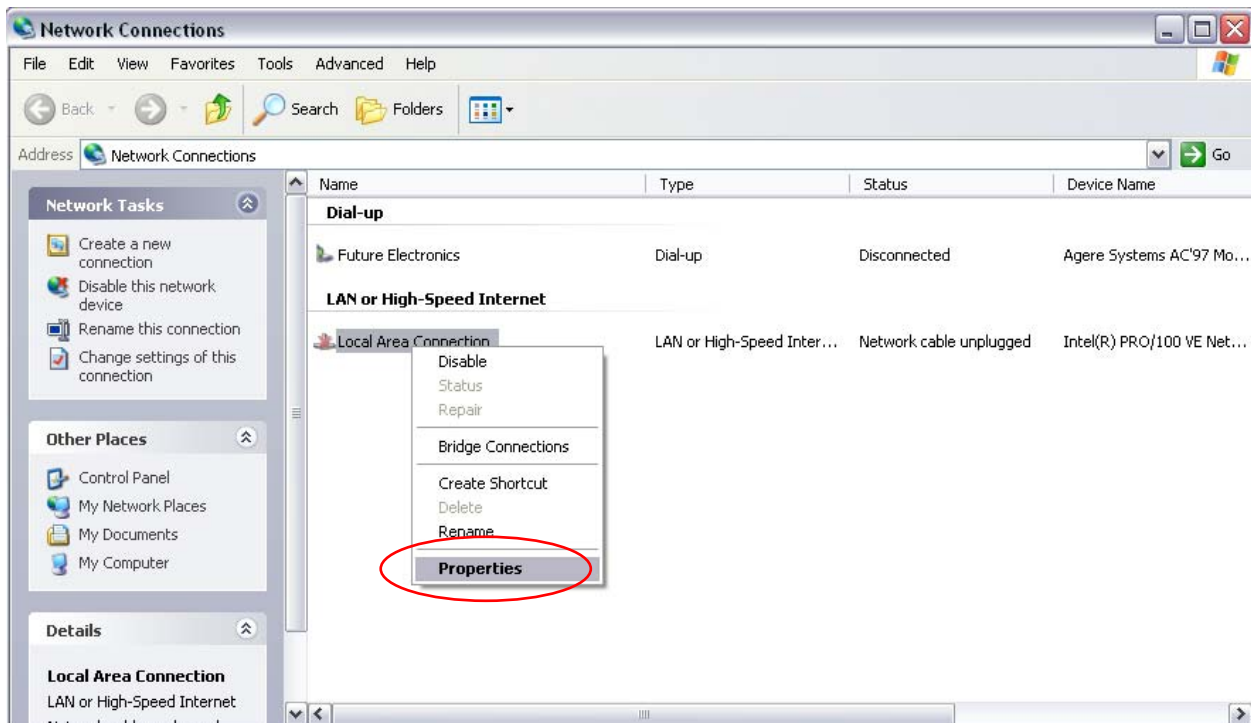 Network Connections
File Edit View Favorites Tools Advanced Help
Back Search Folders
Address Network Connections Go
Name Type Status Device Name
Network Tasks
Create a new
connection
Disable this network
device
Rename this connection
Change settings of this
connection
Other Places
Control Panel
My Network Places
My Documents
My Computer
Details
Local Area Connection
LAN or High-Speed Internet
Dial-up
Future Electronics Dial-up Disconnected Agere Systems AC'97 Mo...
LAN or High-Speed Internet
Local Area Connection LAN or High-Speed Inter... Network cable unplugged Intel(R) PRO/100 VE Net...
Disable
Status
Repair
Bridge Connections
Create Shortcut
Delete
Rename
Properties